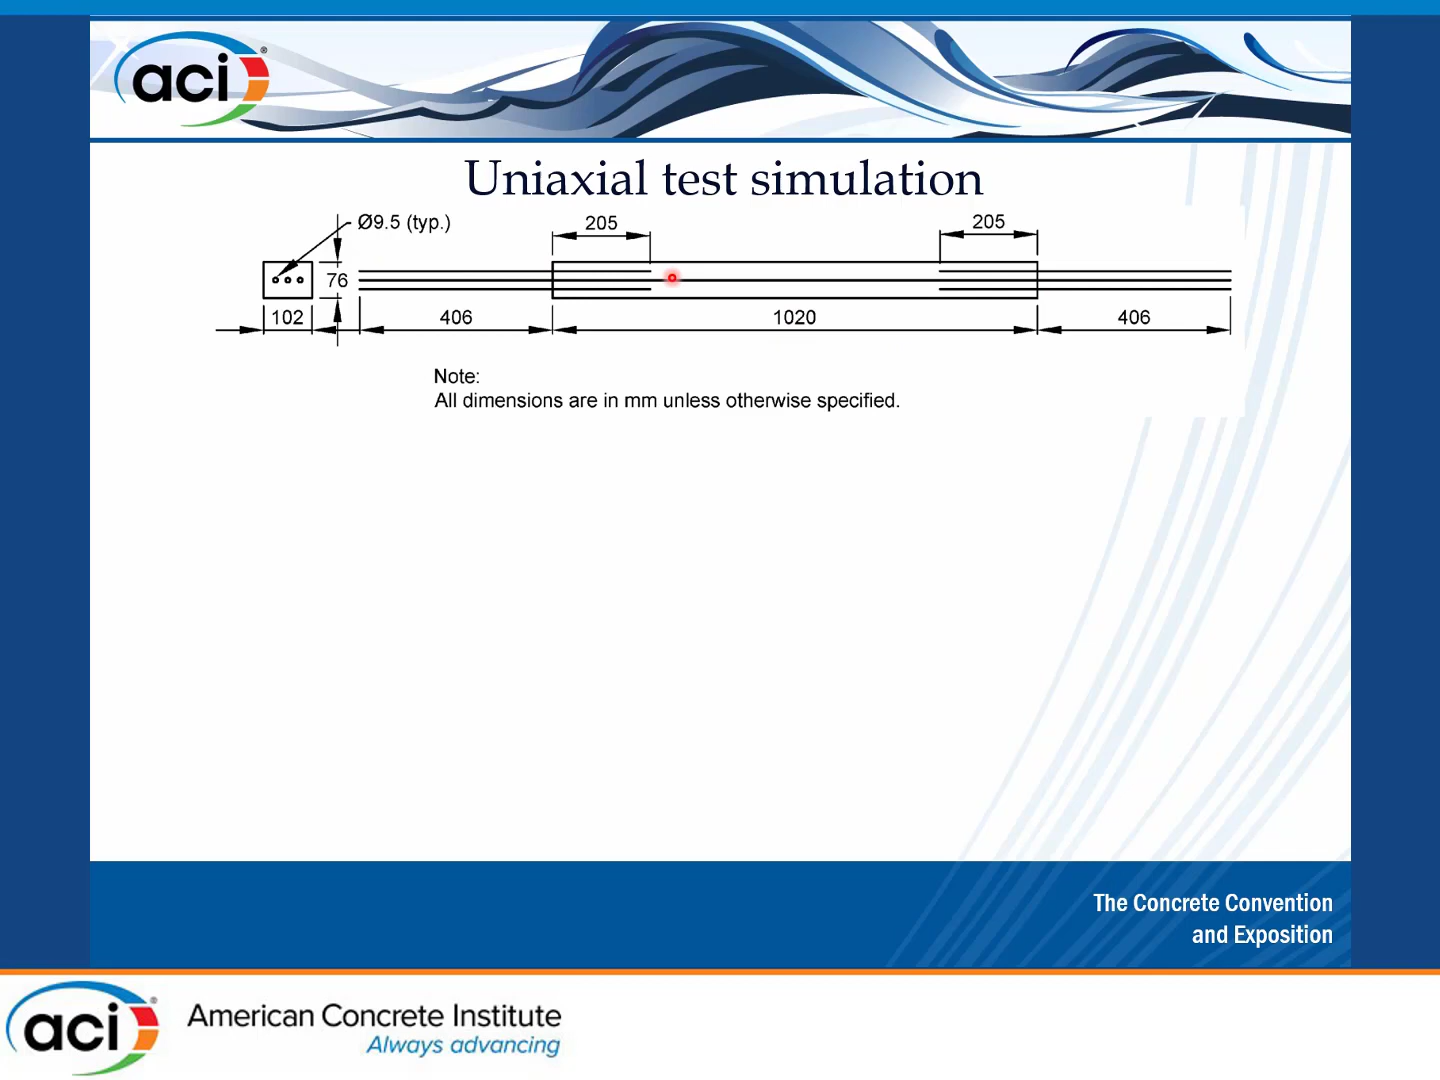 aci®
Uniaxial test simulation
Ø9.5 (typ.)
205
205
76
102
406
1020
406
Note:
All dimensions are in mm unless otherwise specified.
The Concrete Convention
and Exposition
aci®
American Concrete Institute
Always advancing